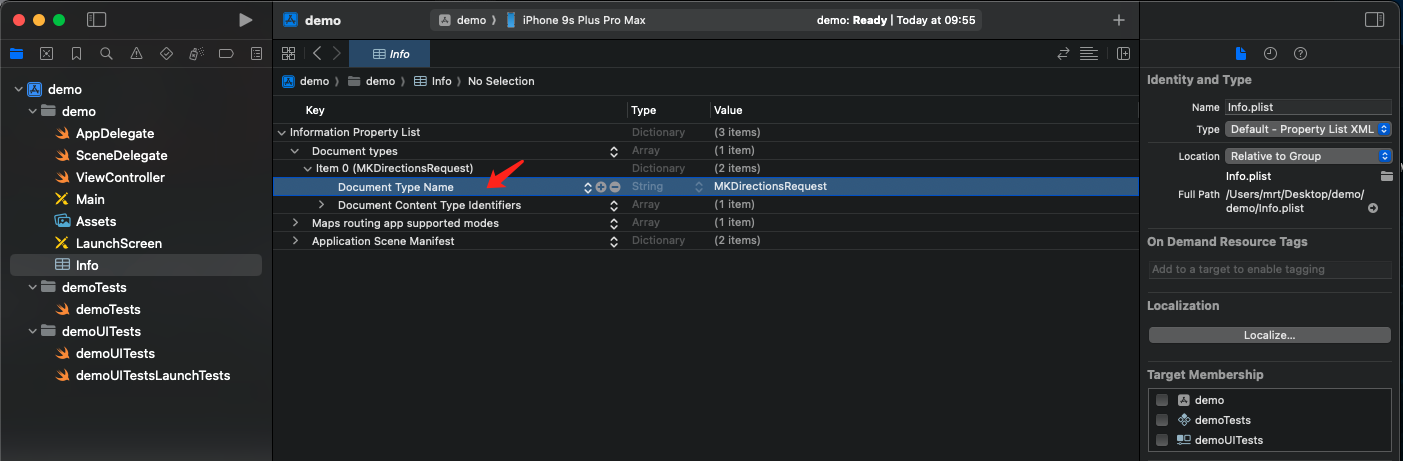 demo
demo 〉 iPhone 9s Plus Pro Max
demo: Ready | Today at 09:55
Info
demo
demo
AppDelegate
SceneDelegate
ViewController
Main
Assets
LaunchScreen
Info
demoTests
demoTests
demoUITests
demoUITests
demoUITestsLaunchTests
demo 〉 demo 〉 Info 〉 No Selection
Key Type Value
Information Property List Dictionary (3 items)
Document types Array (1 item)
Item 0 (MKDirectionsRequest) Dictionary (2 items)
Document Type Name String MKDirectionsRequest
Document Content Type Identifiers Array (1 item)
Maps routing app supported modes Array (1 item)
Application Scene Manifest Dictionary (2 items)
Identity and Type
Name Info.plist
Type Default - Property List XML
Location Relative to Group
Info.plist
Full Path /Users/mrt/Desktop/demo/
demo/Info.plist
On Demand Resource Tags
Add to a target to enable tagging
Localization
Localize...
Target Membership
demo
demoTests
demoUITests